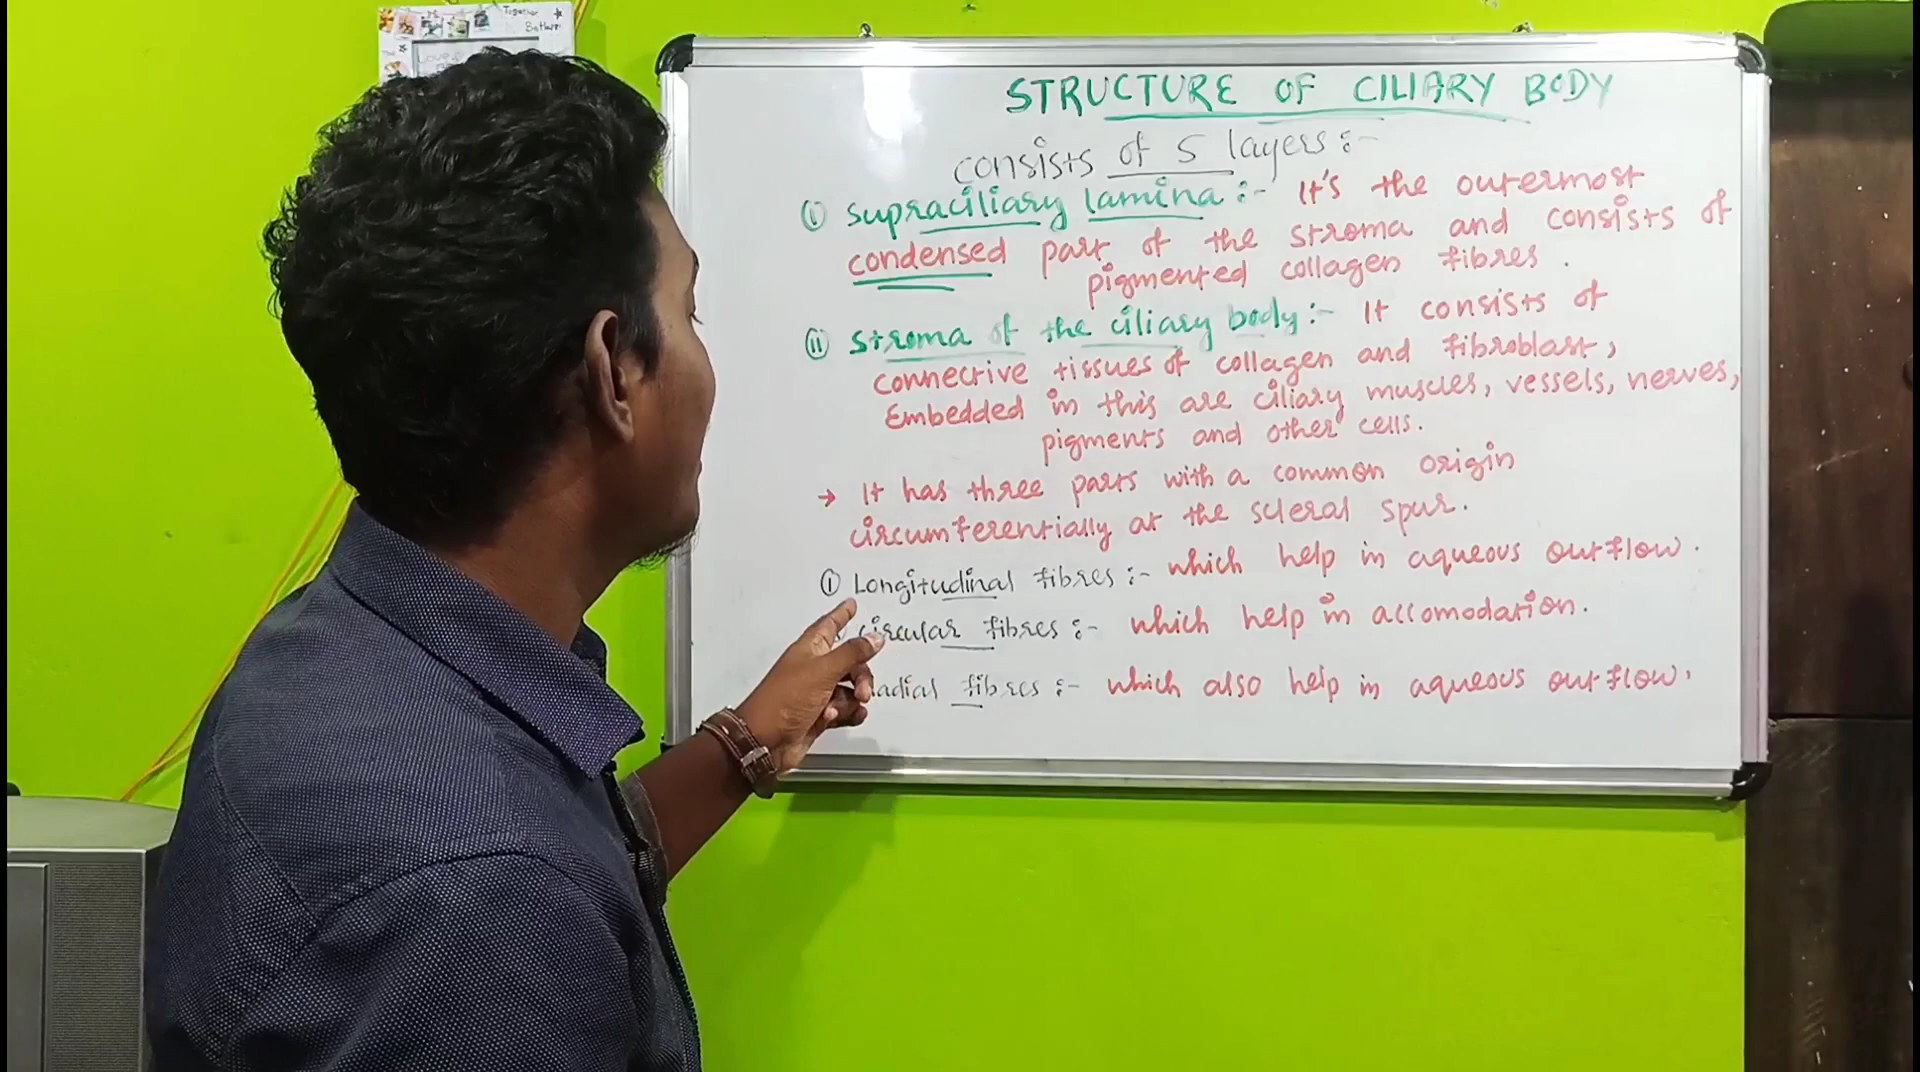 Together
Better
Love
STRUCTURE OF CILIARY BODY
consists of 5 layers:-
(i) supraciliary lamina:- It's the outermost
condensed part of the stroma and consists of
pigmented collagen fibres.
(ii) Stroma of the ciliary body:- It consists of
connective tissues of collagen and fibroblast,
Embedded in this are ciliary muscles, vessels, nerves,
pigments and other cells.
→ It has three parts with a common origin
circumferentially at the scleral spur.
(i) Longitudinal fibres:- which help in aqueous outflow.
circular fibres:- which help in accomodation.
radial fibres:- which also help in aqueous outflow.